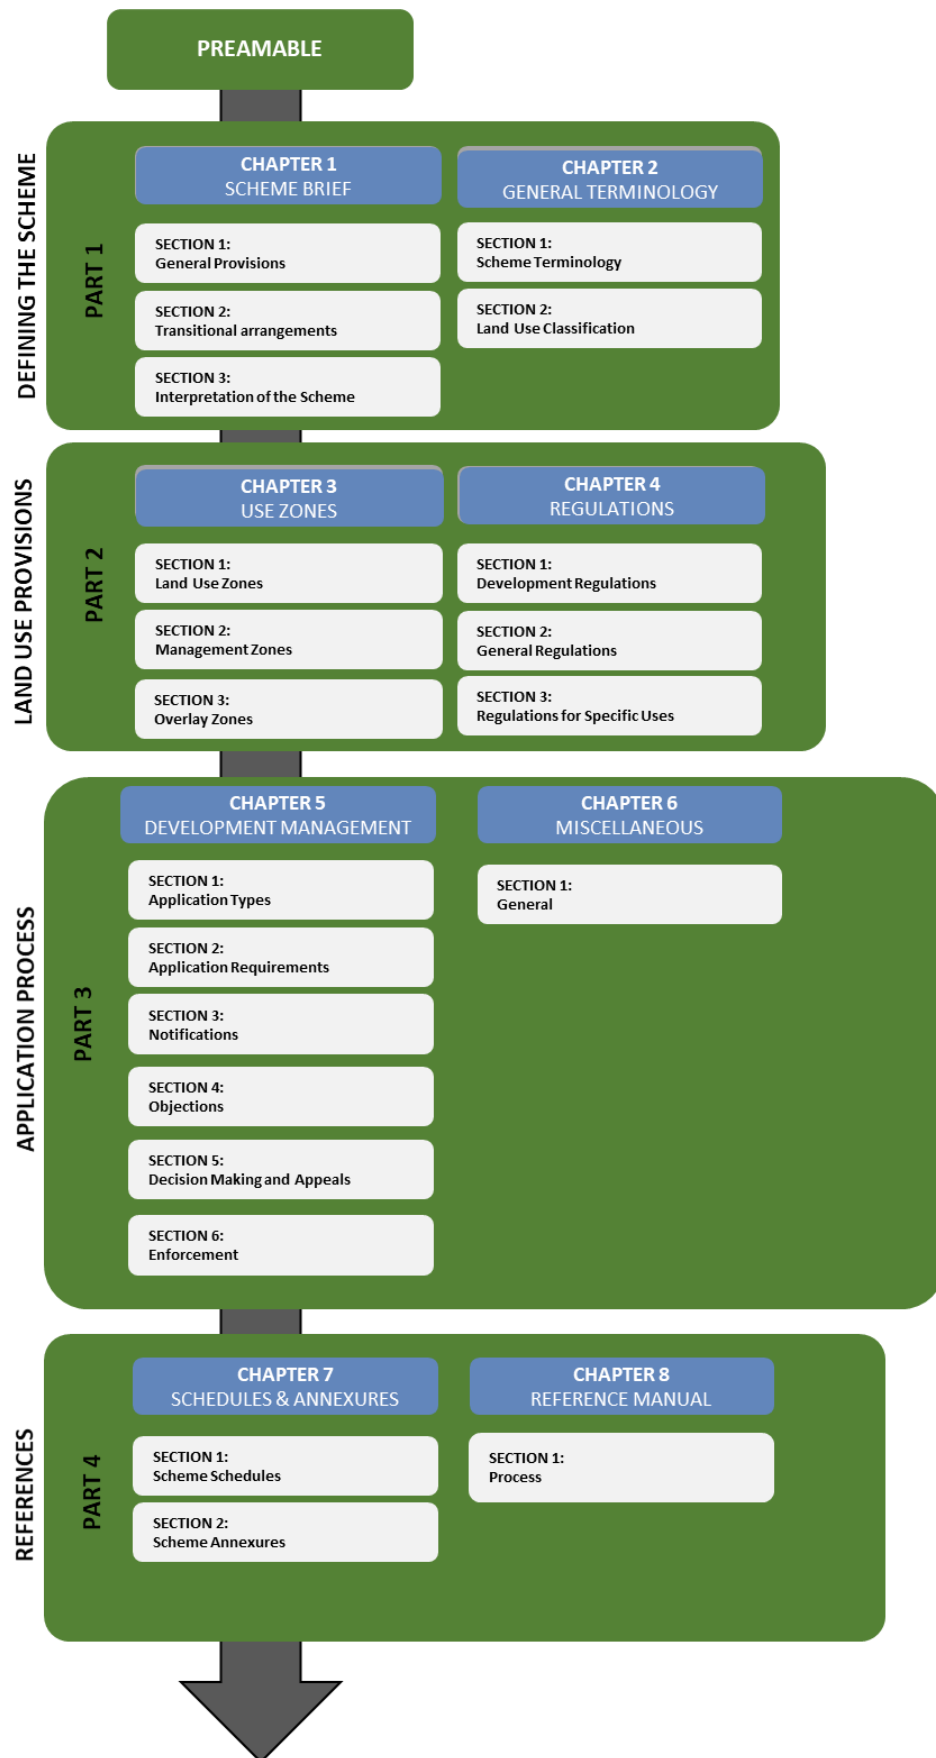 PREAMABLE
DEFINING THE SCHEME
PART 1
CHAPTER 1
SCHEME BRIEF
SECTION 1:
General Provisions
SECTION 2:
Transitional arrangements
SECTION 3:
Interpretation of the Scheme
CHAPTER 2
GENERAL TERMINOLOGY
SECTION 1:
Scheme Terminology
SECTION 2:
Land Use Classification
LAND USE PROVISIONS
PART 2
CHAPTER 3
USE ZONES
SECTION 1:
Land Use Zones
SECTION 2:
Management Zones
SECTION 3:
Overlay Zones
CHAPTER 4
REGULATIONS
SECTION 1:
Development Regulations
SECTION 2:
General Regulations
SECTION 3:
Regulations for Specific Uses
APPLICATION PROCESS
PART 3
CHAPTER 5
DEVELOPMENT MANAGEMENT
SECTION 1:
Application Types
SECTION 2:
Application Requirements
SECTION 3:
Notifications
SECTION 4:
Objections
SECTION 5:
Decision Making and Appeals
SECTION 6:
Enforcement
CHAPTER 6
MISCELLANEOUS
SECTION 1:
General
REFERENCES
PART 4
CHAPTER 7
SCHEDULES & ANNEXURES
SECTION 1:
Scheme Schedules
SECTION 2:
Scheme Annexures
CHAPTER 8
REFERENCE MANUAL
SECTION 1:
Process